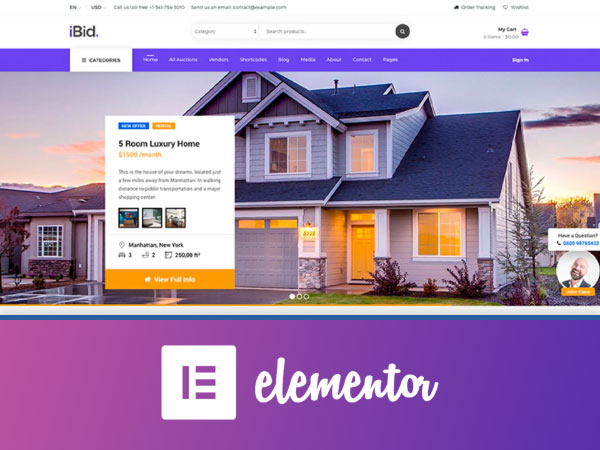 EN USD Call us toll free +1-541-754-3010 Send us an email: contact@example.com Order Tracking Wishlist
iBid.
Category Search products..
My Cart
0 items - $0.00
CATEGORIES Home All Auctions Vendors Shortcodes Blog Media About Contact Pages Sign In
NEW OFFER RENTAL
5 Room Luxury Home
$1500 /month
This is the house of your dreams, located just
a few miles away from Manhattan. In walking
distance to public transportation and a major
shopping center.
Manhattan, New York
3 2 250,00 ft²
View Full Info
Have a Question?
0800 98765432
John Case
elementor